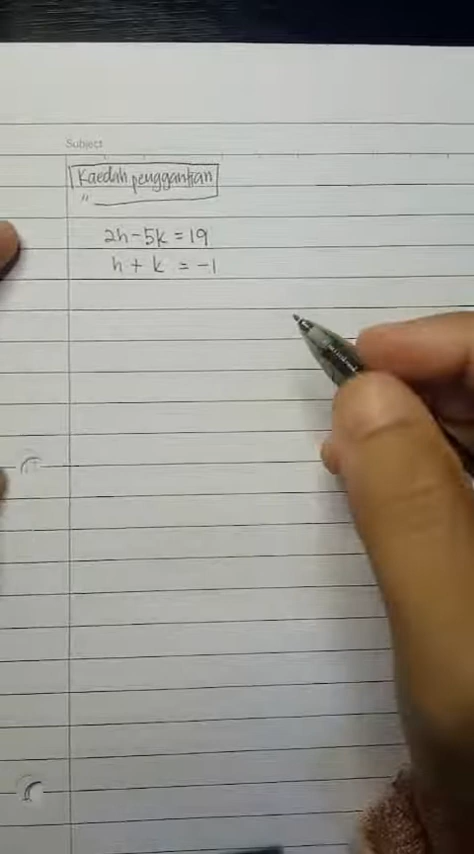 Subject
Kaedah penggantian
"
2h - 5k = 19
h + k = -1